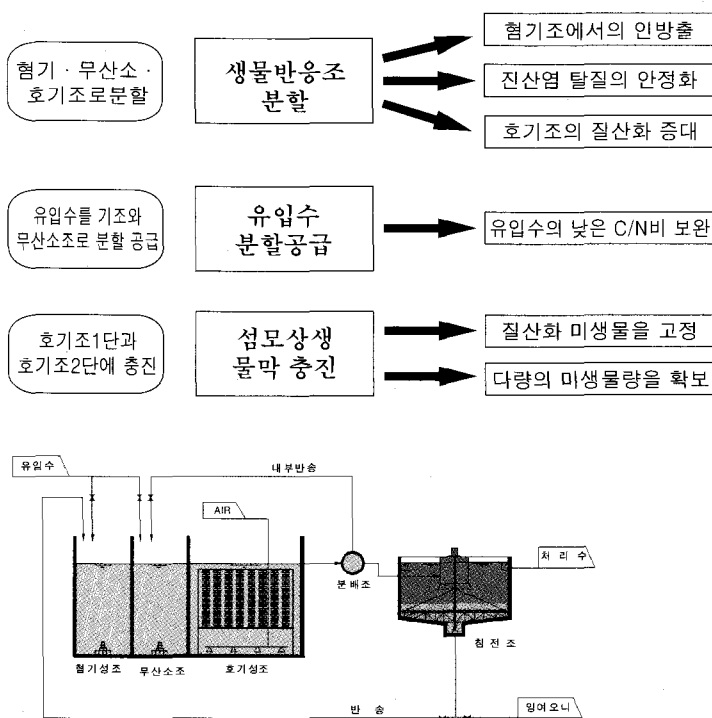 혐기 · 무산소 ·
호기조로분할
생물반응조
분할
혐기조에서의 인방출
진산염 탈질의 안정화
호기조의 질산화 증대
유입수를 기조와
무산소조로 분할 공급
유입수
분할공급
유입수의 낮은 C/N비 보완
호기조1단과
호기조2단에 충진
섬모상생
물막 충진
질산화 미생물을 고정
다량의 미생물량을 확보
유입수
내부반송
AIR
분배조
처 리 수
혐기성조
무산소조
호기성조
침 전 조
반 송
잉여오니